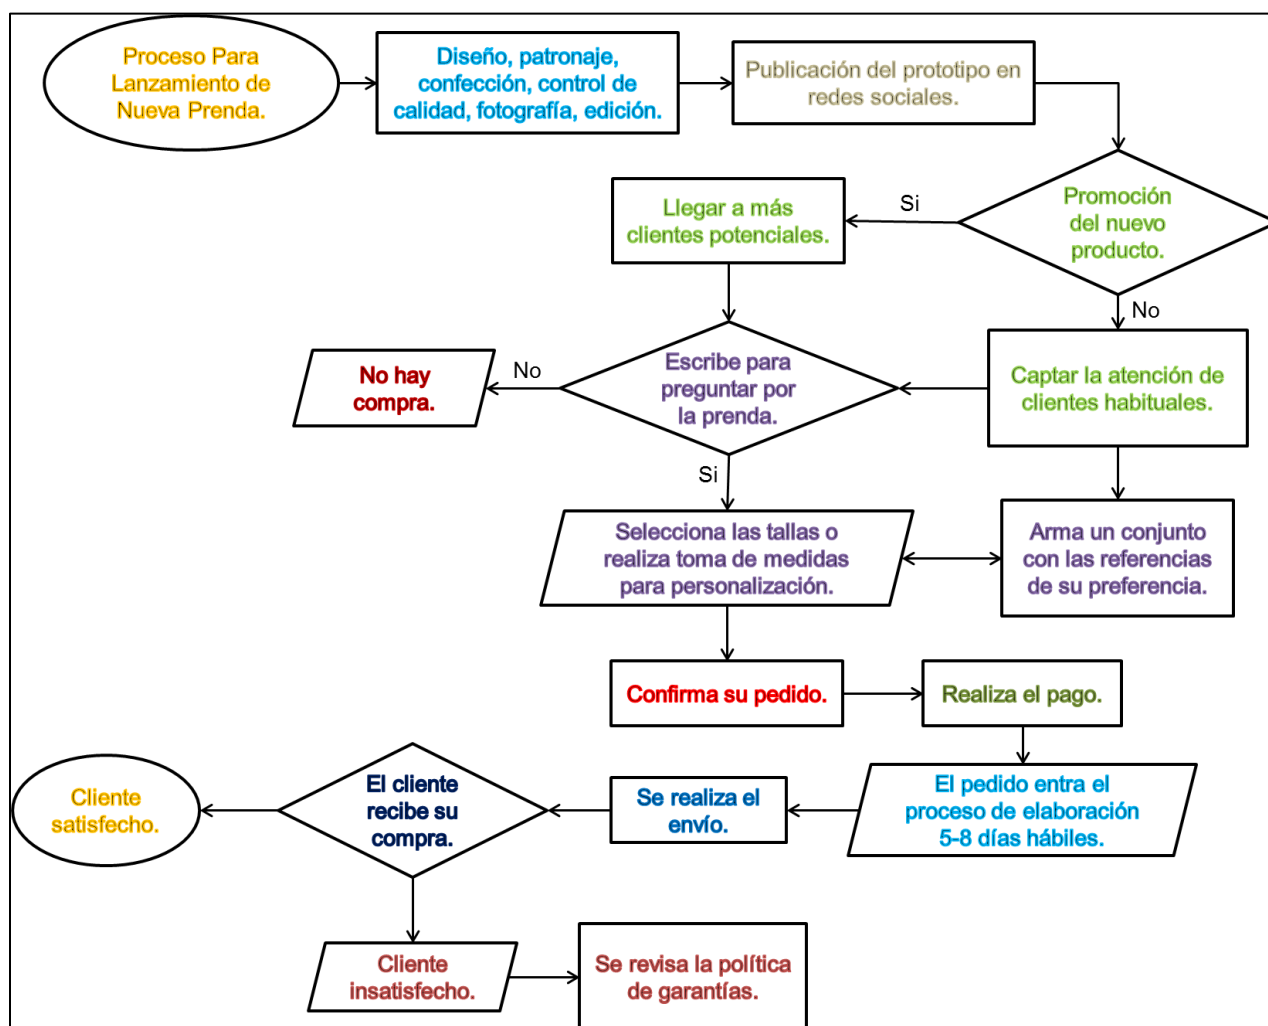 Proceso Para
Lanzamiento de
Nueva Prenda.
Diseño, patronaje,
confección, control de
calidad, fotografía, edición.
Publicación del prototipo en
redes sociales.
Promoción
del nuevo
producto.
Si
Llegar a más
clientes potenciales.
No
Captar la atención de
clientes habituales.
Escribe para
preguntar por
la prenda.
No
No hay
compra.
Si
Selecciona las tallas o
realiza toma de medidas
para personalización.
Arma un conjunto
con las referencias
de su preferencia.
Confirma su pedido.
Realiza el pago.
El pedido entra el
proceso de elaboración
5-8 días hábiles.
Se realiza el
envío.
El cliente
recibe su
compra.
Cliente
satisfecho.
Cliente
insatisfecho.
Se revisa la política
de garantías.